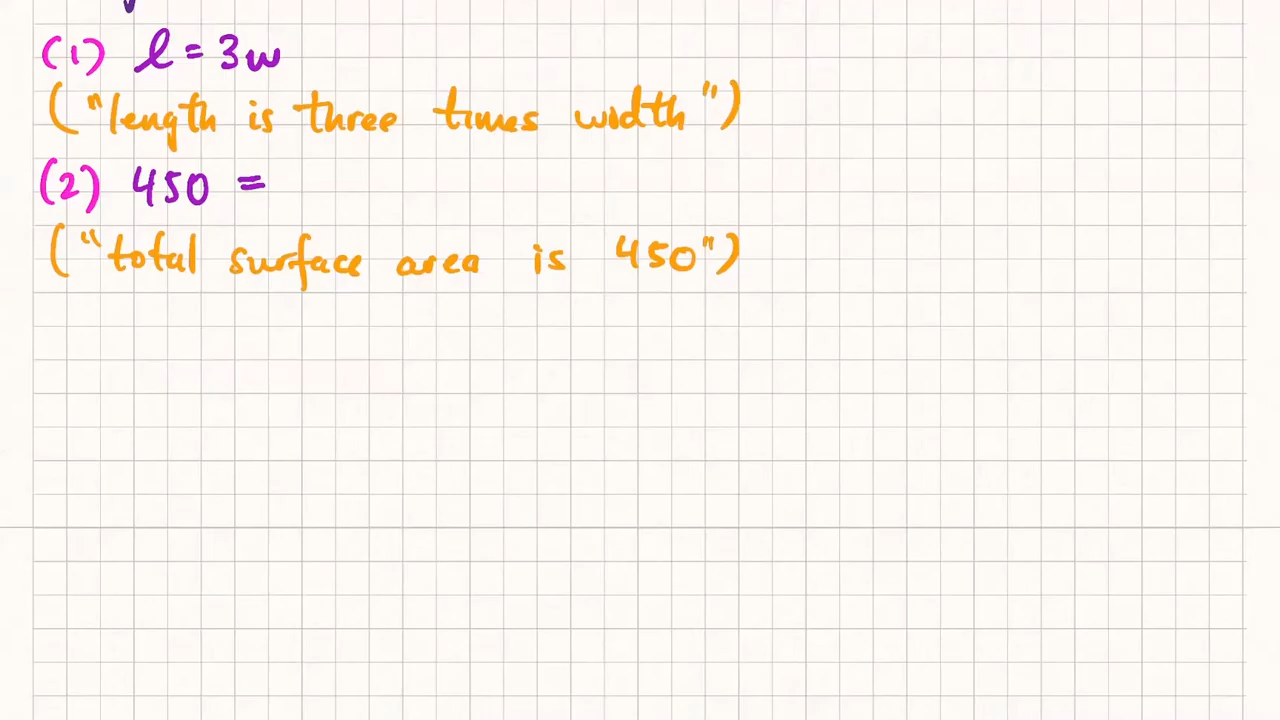 (1) l = 3w
("length is three times width")
(2) 450 =
("total surface area is 450")